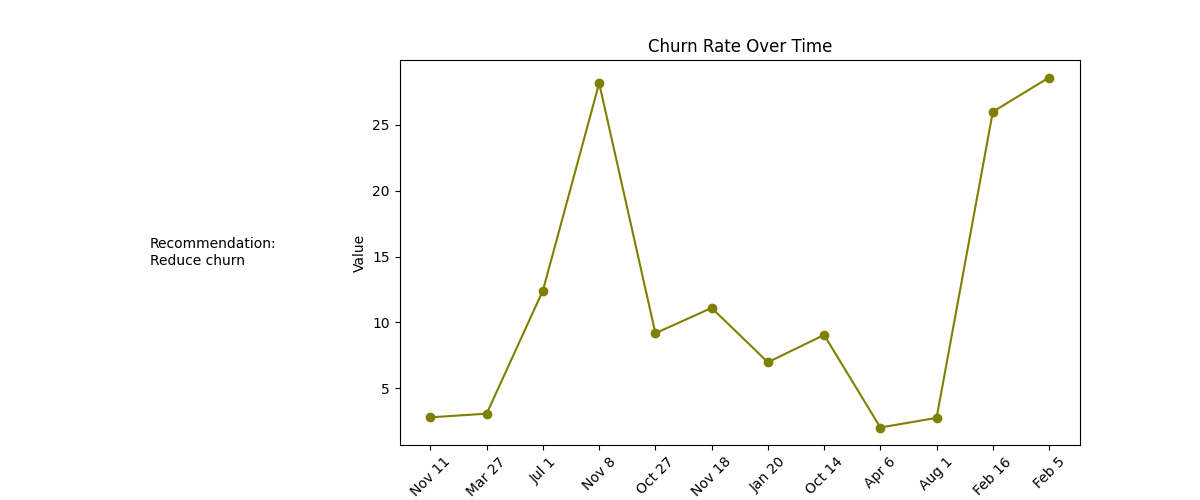 Churn Rate Over Time
Recommendation:
Reduce churn
Value
25
20
15
10
5
Nov 11
Mar 27
Jul 1
Nov 8
Oct 27
Nov 18
Jan 20
Oct 14
Apr 6
Aug 1
Feb 16
Feb 5